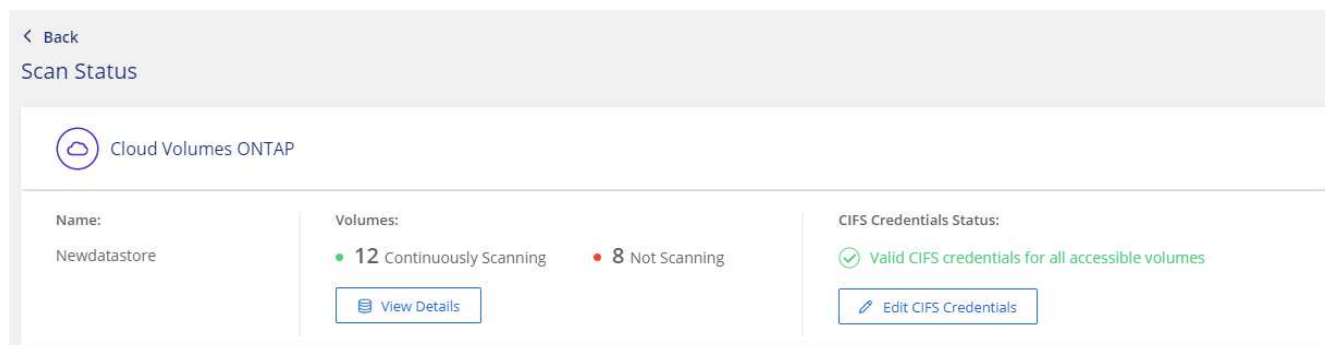 Back
Scan Status
Cloud Volumes ONTAP
Name:
Newdatastore
Volumes:
12 Continuously Scanning
8 Not Scanning
View Details
CIFS Credentials Status:
Valid CIFS credentials for all accessible volumes
Edit CIFS Credentials